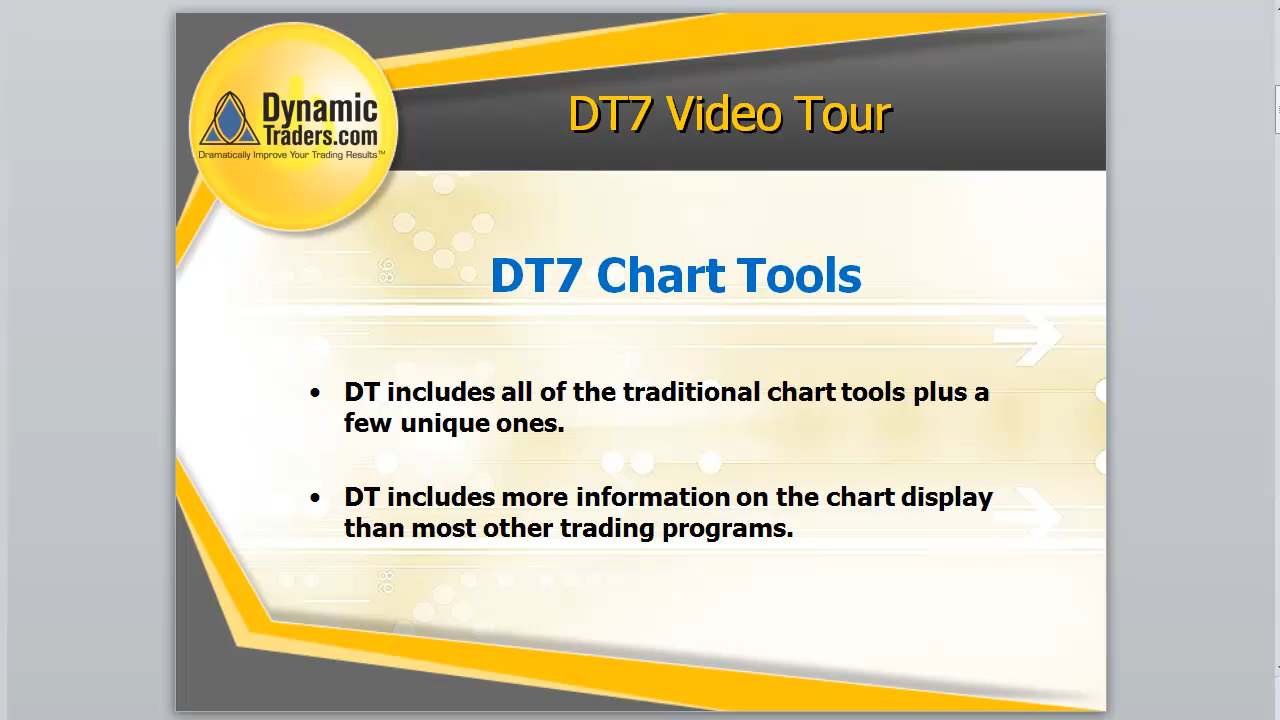 Dynamic
Traders.com
Dramatically Improve Your Trading Results™
DT7 Video Tour
DT7 Chart Tools
• DT includes all of the traditional chart tools plus a
few unique ones.
• DT includes more information on the chart display
than most other trading programs.